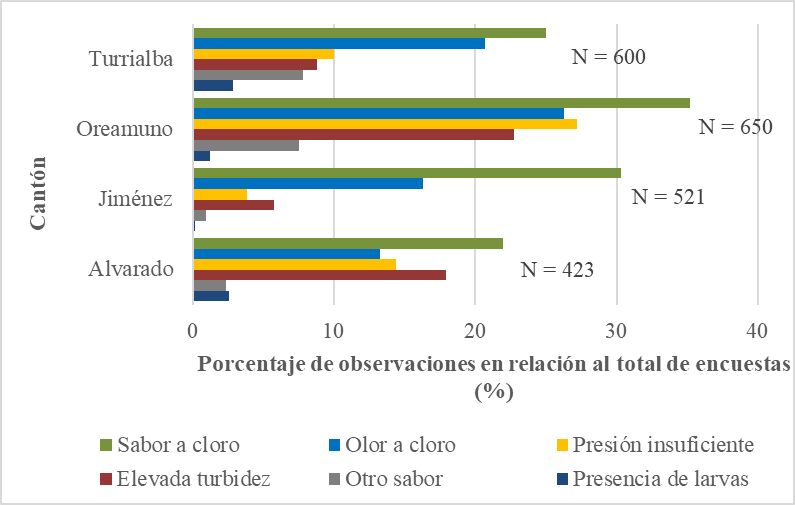 Cantón
Turrialba
N = 600
Oreamuno
N = 650
Jiménez
N = 521
Alvarado
N = 423
0 10 20 30 40
Porcentaje de observaciones en relación al total de encuestas
(%)
Sabor a cloro Olor a cloro Presión insuficiente
Elevada turbidez Otro sabor Presencia de larvas